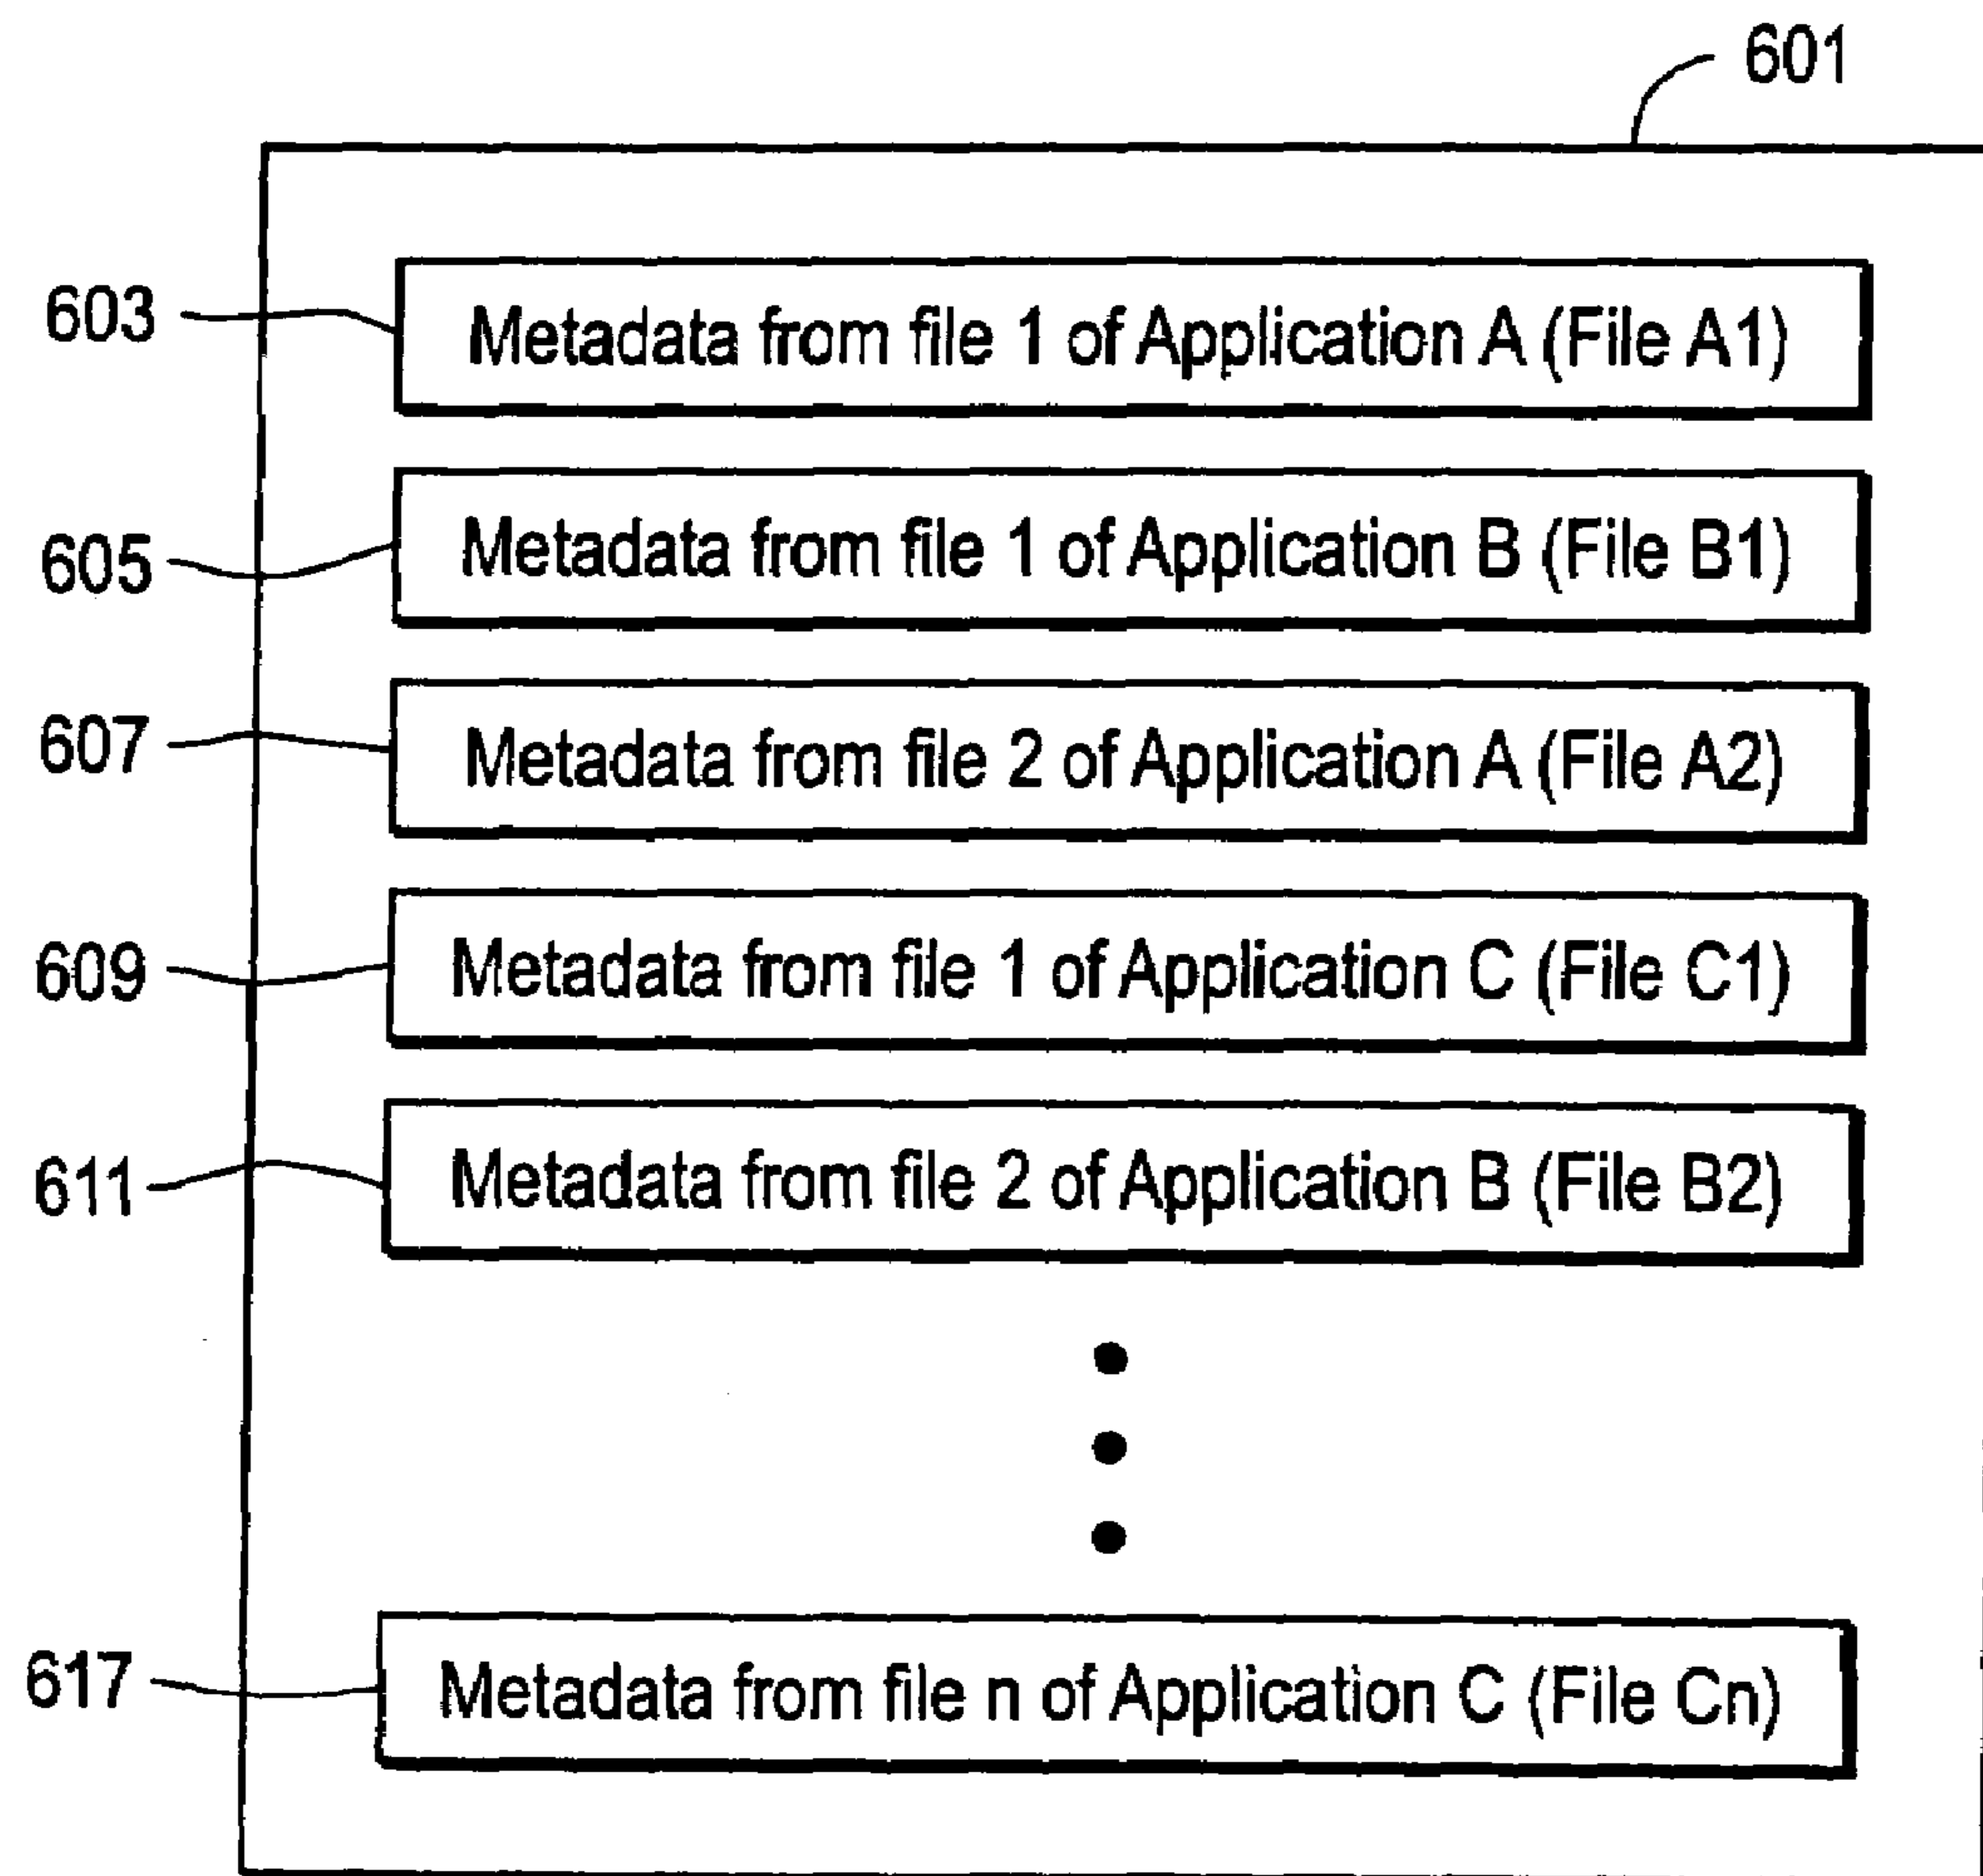 601
603 Metadata from file 1 of Application A (File A1)
605 Metadata from file 1 of Application B (File B1)
607 Metadata from file 2 of Application A (File A2)
609 Metadata from file 1 of Application C (File C1)
611 Metadata from file 2 of Application B (File B2)
617 Metadata from file n of Application C (File Cn)